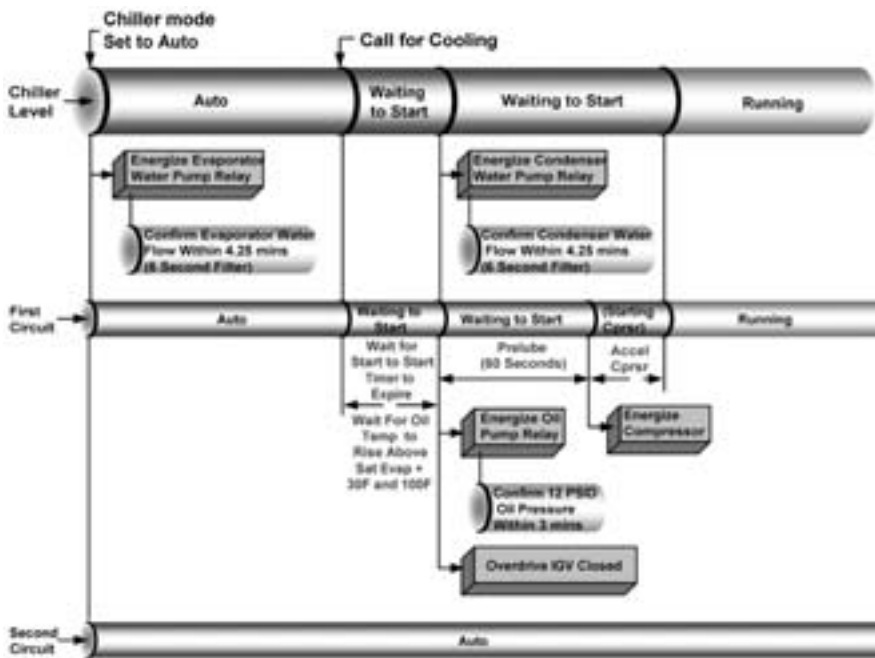 Chiller mode
Set to Auto
Call for Cooling
Chiller
Level
Auto
Waiting
to Start
Waiting to Start
Running
Energize Evaporator
Water Pump Relay
Energize Condenser
Water Pump Relay
Confirm Evaporator Water
Flow Within 4.25 mins
(6 Second Filter)
Confirm Condenser Water
Flow Within 4.25 mins
(6 Second Filter)
First
Circuit
Auto
Waiting to
Start
Waiting to Start
(Starting
Cprsr)
Running
Wait for
Start to Start
Timer to
Expire
Prelube
(60 Seconds)
Accel
Cprsr
Wait For Oil
Temp to
Rise Above
Sat Evap +
30F and 100F
Energize Oil
Pump Relay
Energize
Compressor
Confirm 12 PSID
Oil Pressure
Within 3 mins
Overdrive IGV Closed
Second
Circuit
Auto